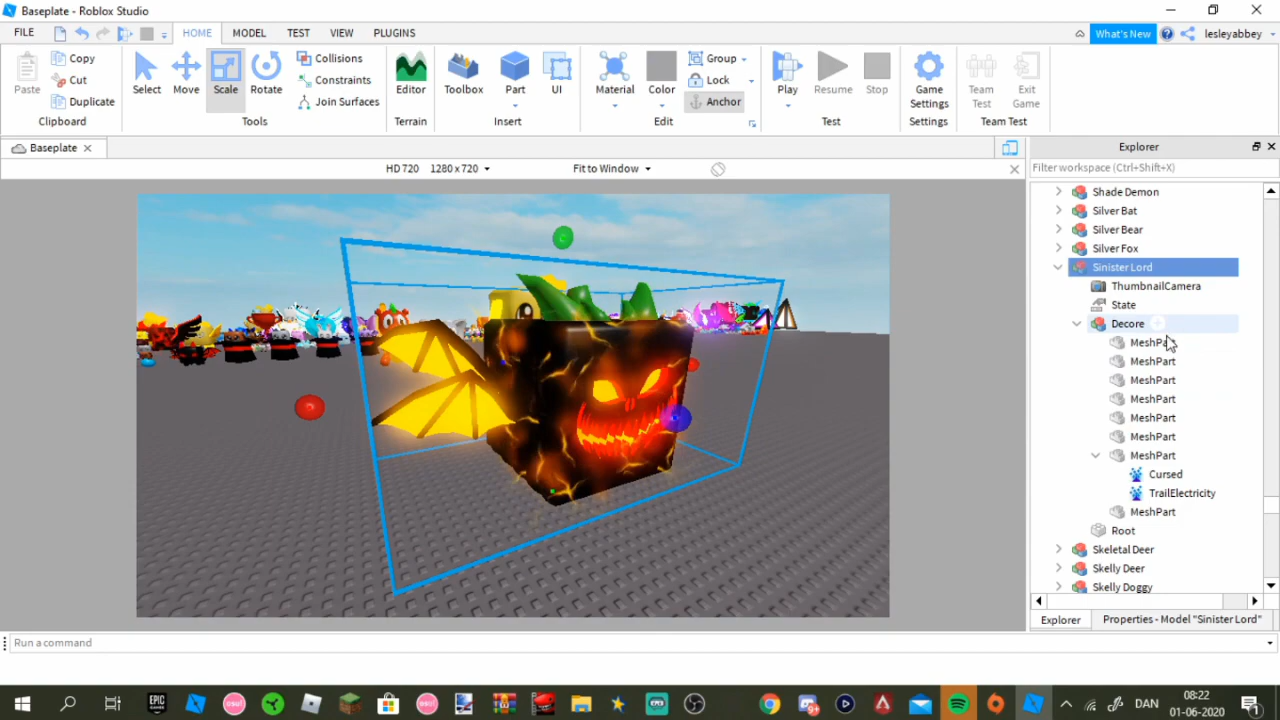 Baseplate - Roblox Studio
FILE HOME MODEL TEST VIEW PLUGINS What's New lesleyabbey
Paste Copy Cut Duplicate Clipboard
Select Move Scale Rotate Collisions Constraints Join Surfaces Tools
Editor Terrain
Toolbox Part UI Insert
Material Color Group Lock Anchor Edit
Play Resume Stop Test
Game Settings Settings
Team Test Exit Game Team Test
Baseplate
HD 720 1280 x 720 Fit to Window
Explorer
Filter workspace (Ctrl+Shift+X)
Shade Demon
Silver Bat
Silver Bear
Silver Fox
Sinister Lord
ThumbnailCamera
State
Decore
MeshPart
MeshPart
MeshPart
MeshPart
MeshPart
MeshPart
MeshPart
Cursed
TrailElectricity
MeshPart
Root
Skeletal Deer
Skelly Deer
Skelly Doggy
Explorer Properties - Model "Sinister Lord"
Run a command
EPIC GAMES osu! osu! DAN 08:22
01-06-2020